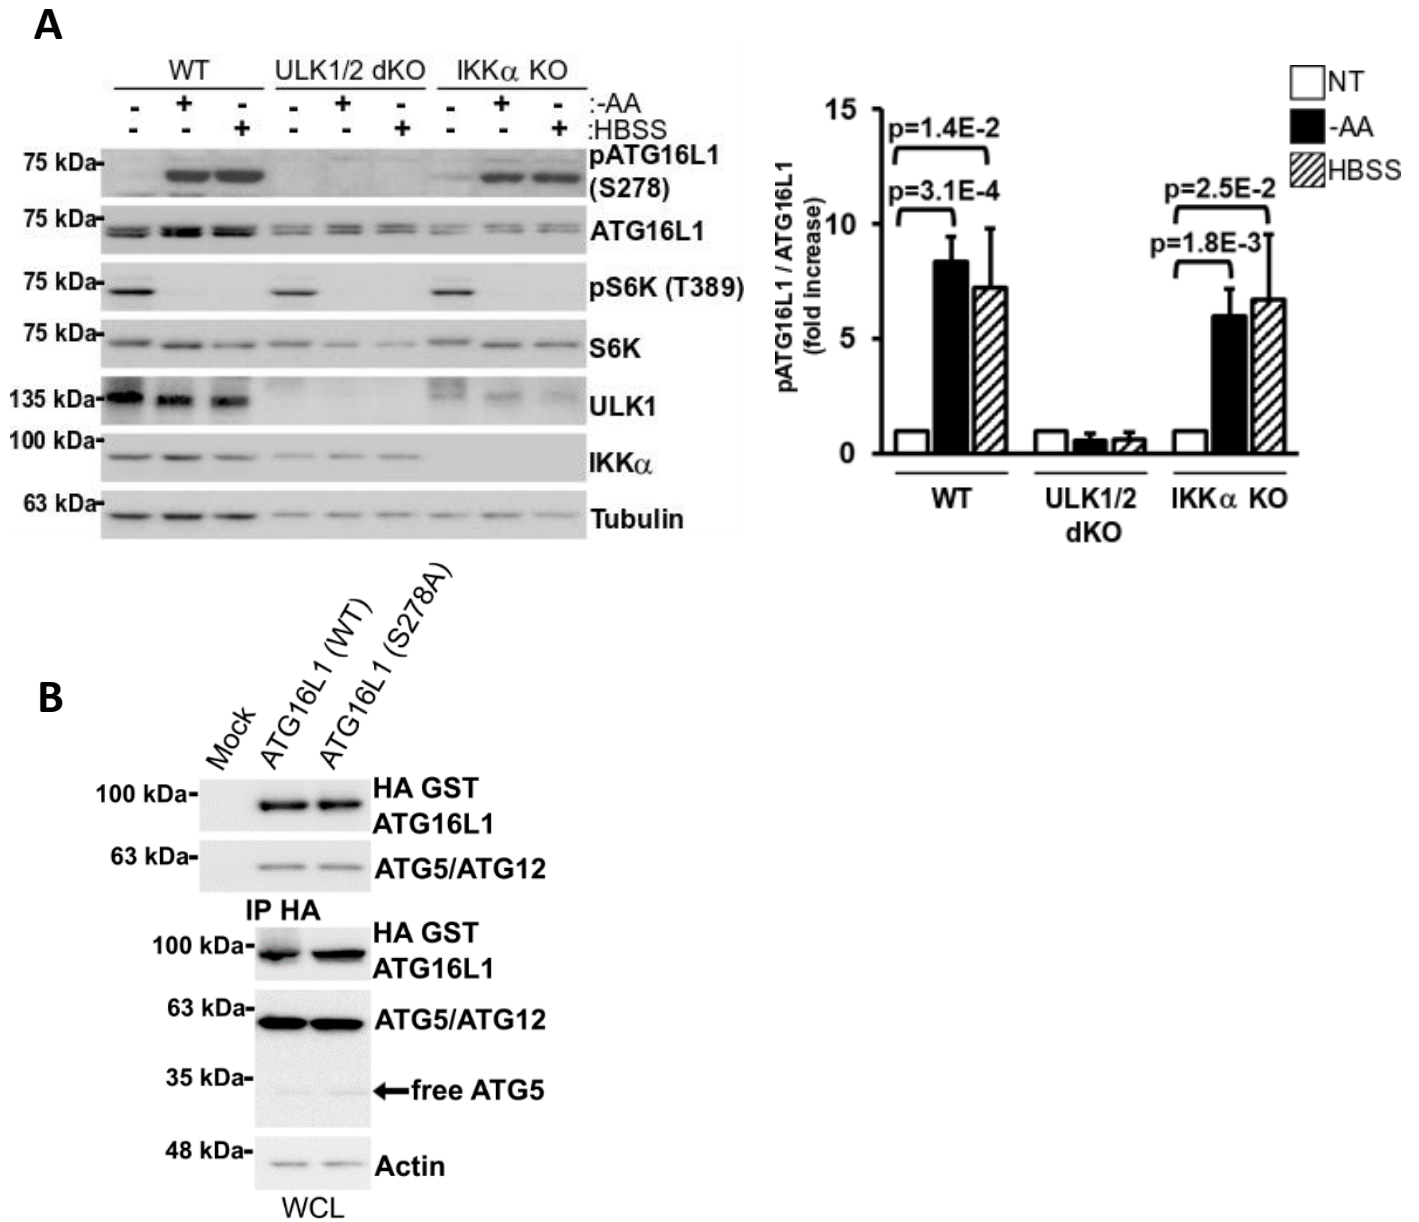 A
WT ULK1/2 dKO IKKα KO
- + - - + - - + - :-AA
- - + - - + - - + :HBSS
75 kDa- pATG16L1
(S278)
75 kDa- ATG16L1
75 kDa- pS6K (T389)
75 kDa- S6K
135 kDa- ULK1
100 kDa- IKKα
63 kDa- Tubulin
pATG16L1 / ATG16L1
(fold increase)
15
10
5
0
p=1.4E-2
p=3.1E-4
p=2.5E-2
p=1.8E-3
WT ULK1/2 IKKα KO
dKO
NT
-AA
HBSS
B
Mock
ATG16L1 (WT)
ATG16L1 (S278A)
100 kDa- HA GST
ATG16L1
63 kDa- ATG5/ATG12
IP HA
100 kDa- HA GST
ATG16L1
63 kDa- ATG5/ATG12
35 kDa- ←free ATG5
48 kDa- Actin
WCL